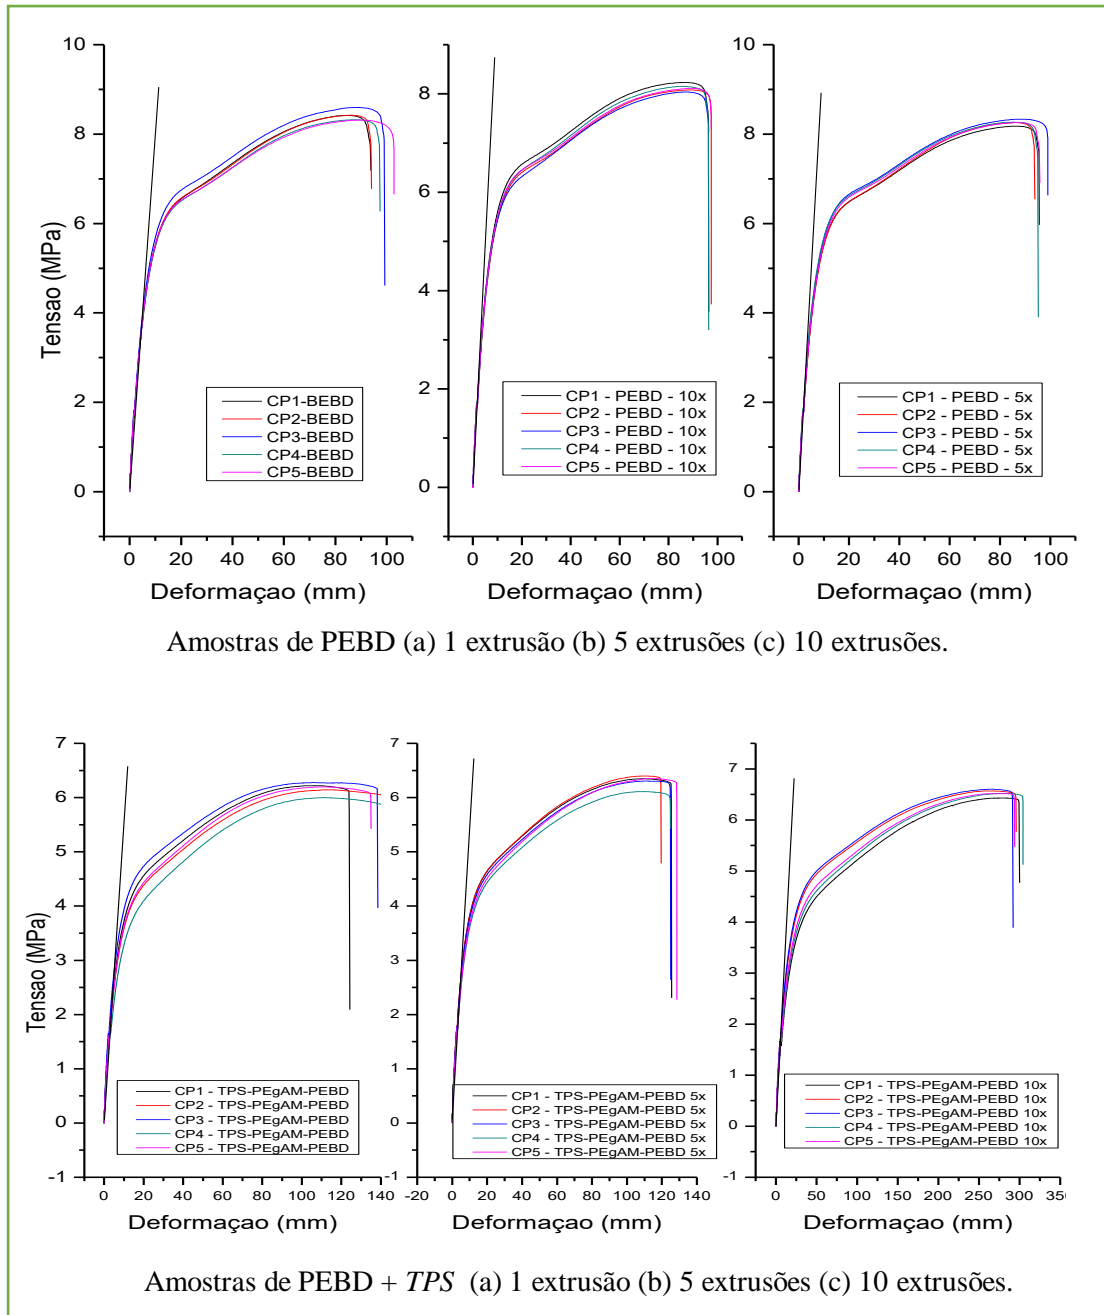 10
8
6
4
2
0
Tensao (MPa)
CP1-BEBD
CP2-BEBD
CP3-BEBD
CP4-BEBD
CP5-BEBD
0 20 40 60 80 100
Deformaçao (mm)
8
6
4
2
0
CP1 - PEBD - 10x
CP2 - PEBD - 10x
CP3 - PEBD - 10x
CP4 - PEBD - 10x
CP5 - PEBD - 10x
0 20 40 60 80 100
Deformaçao (mm)
10
8
6
4
2
0
CP1 - PEBD - 5x
CP2 - PEBD - 5x
CP3 - PEBD - 5x
CP4 - PEBD - 5x
CP5 - PEBD - 5x
0 20 40 60 80 100
Deformaçao (mm)
Amostras de PEBD (a) 1 extrusão (b) 5 extrusões (c) 10 extrusões.
7
6
5
4
3
2
1
0
-1
Tensao (MPa)
CP1 - TPS-PEgAM-PEBD
CP2 - TPS-PEgAM-PEBD
CP3 - TPS-PEgAM-PEBD
CP4 - TPS-PEgAM-PEBD
CP5 - TPS-PEgAM-PEBD
0 20 40 60 80 100 120 140
Deformaçao (mm)
7
6
5
4
3
2
1
0
-1
CP1 - TPS-PEgAM-PEBD 5x
CP2 - TPS-PEgAM-PEBD 5x
CP3 - TPS-PEgAM-PEBD 5x
CP4 - TPS-PEgAM-PEBD 5x
CP5 - TPS-PEgAM-PEBD 5x
-20 0 20 40 60 80 100 120 140
Deformaçao (mm)
7
6
5
4
3
2
1
0
-1
CP1 - TPS-PEgAM-PEBD 10x
CP2 - TPS-PEgAM-PEBD 10x
CP3 - TPS-PEgAM-PEBD 10x
CP4 - TPS-PEgAM-PEBD 10x
CP5 - TPS-PEgAM-PEBD 10x
0 50 100 150 200 250 300
Deformaçao (mm)
Amostras de PEBD + TPS (a) 1 extrusão (b) 5 extrusões (c) 10 extrusões.